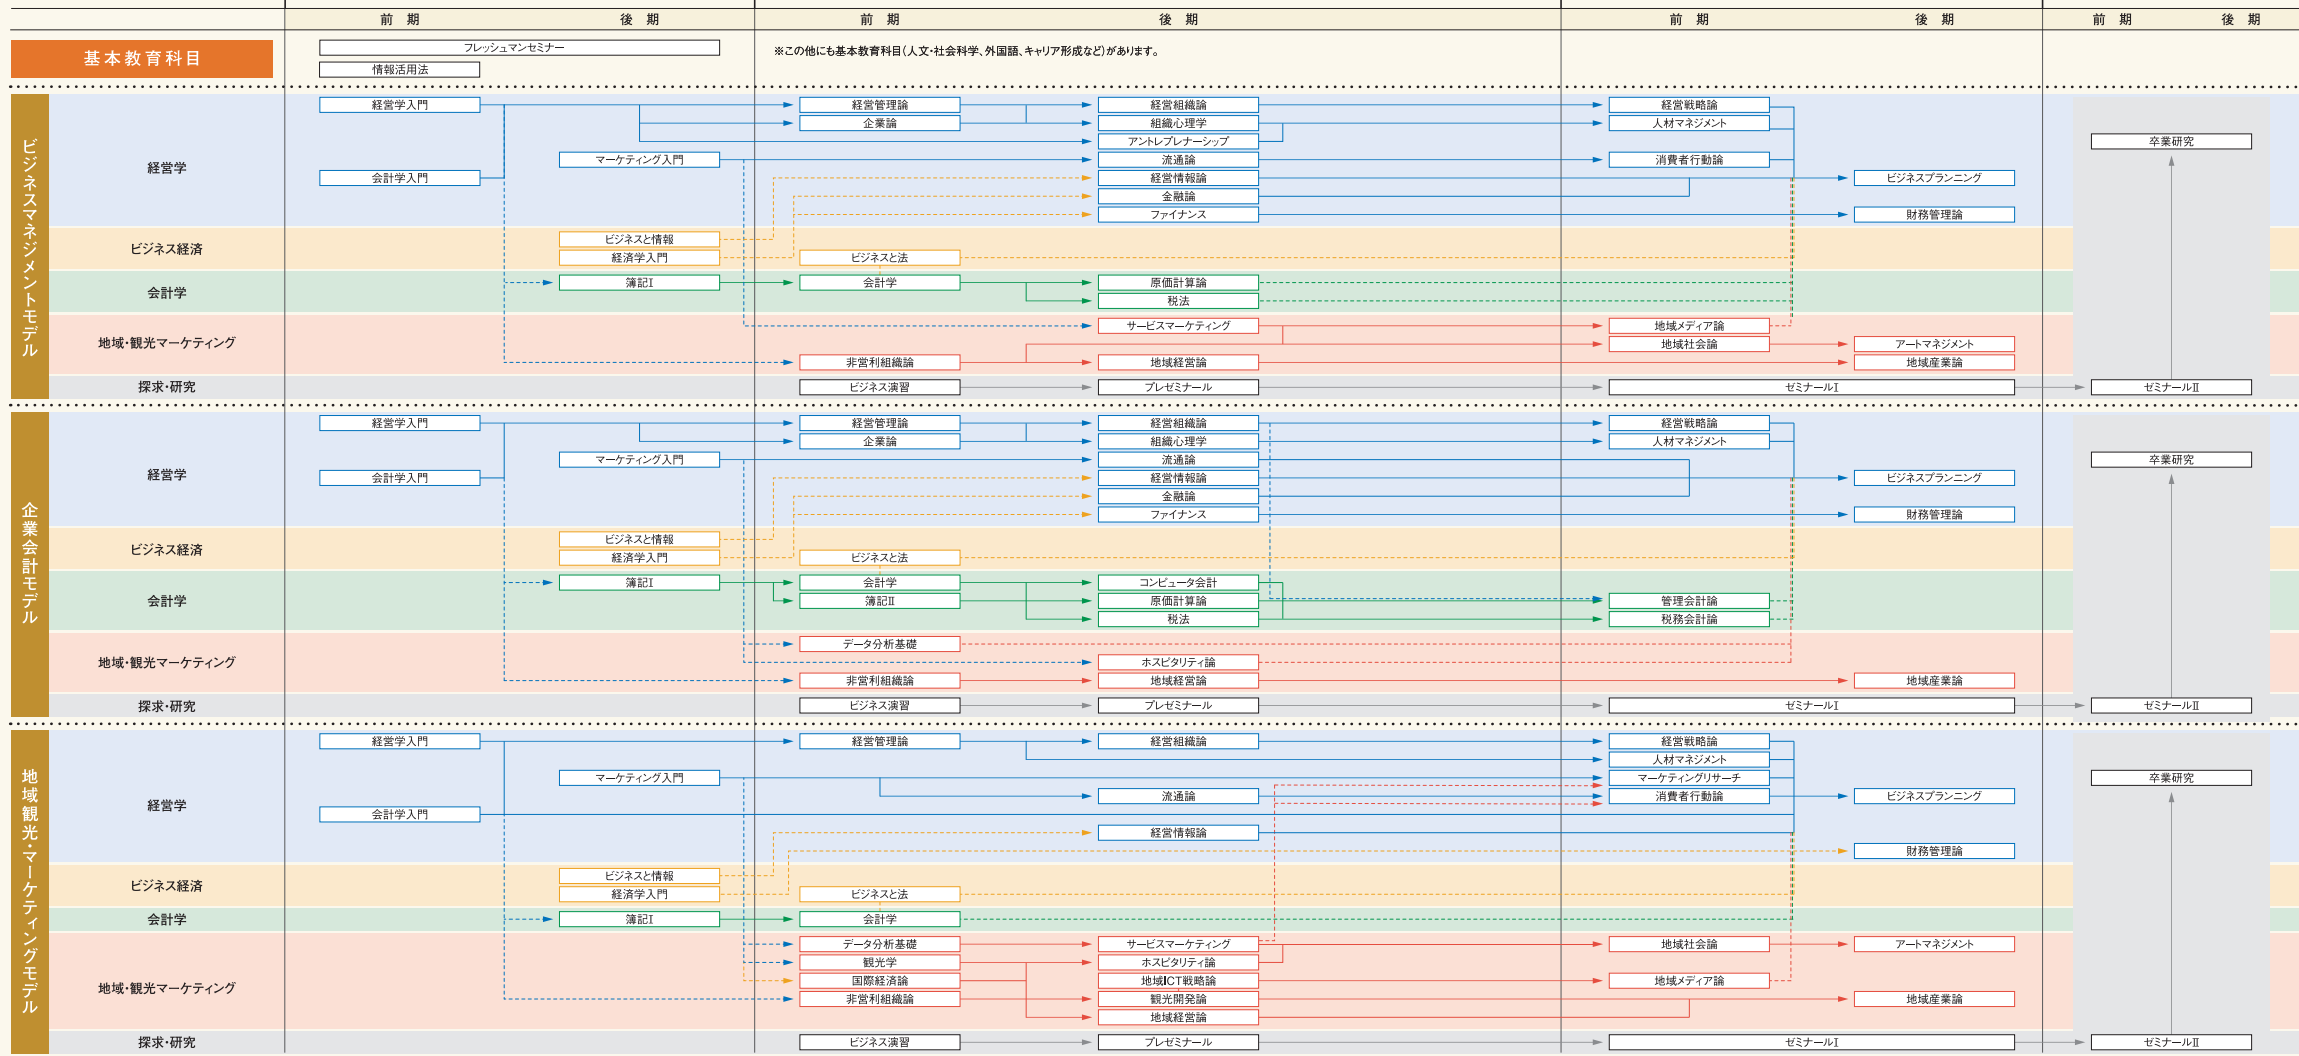 前　期
後　期
前　期
後　期
前　期
後　期
前　期
後　期
基本教育科目
フレッシュマンセミナー
情報活用法
※この他にも基本教育科目(人文・社会科学、外国語、キャリア形成など)があります。
ビジネスマネジメントモデル
経営学
経営学入門
経営管理論
経営組織論
経営戦略論
企業論
組織心理学
人材マネジメント
アントレプレナーシップ
卒業研究
マーケティング入門
流通論
消費者行動論
会計学入門
経営情報論
ビジネスプランニング
金融論
ファイナンス
財務管理論
ビジネス経済
ビジネスと情報
経済学入門
ビジネスと法
会計学
簿記Ⅰ
会計学
原価計算論
税法
地域・観光マーケティング
サービスマーケティング
地域メディア論
地域社会論
アートマネジメント
非営利組織論
地域経営論
地域産業論
探求・研究
ビジネス演習
プレゼミナール
ゼミナールⅠ
ゼミナールⅡ
企業会計モデル
経営学
経営学入門
経営管理論
経営組織論
経営戦略論
企業論
組織心理学
人材マネジメント
マーケティング入門
流通論
卒業研究
会計学入門
経営情報論
ビジネスプランニング
金融論
ファイナンス
財務管理論
ビジネス経済
ビジネスと情報
経済学入門
ビジネスと法
会計学
簿記Ⅰ
会計学
コンピュータ会計
簿記Ⅱ
原価計算論
管理会計論
税法
税務会計論
地域・観光マーケティング
データ分析基礎
ホスピタリティ論
非営利組織論
地域経営論
地域産業論
探求・研究
ビジネス演習
プレゼミナール
ゼミナールⅠ
ゼミナールⅡ
地域観光・マーケティングモデル
経営学
経営学入門
経営管理論
経営組織論
経営戦略論
人材マネジメント
マーケティング入門
マーケティングリサーチ
卒業研究
流通論
消費者行動論
ビジネスプランニング
会計学入門
経営情報論
財務管理論
ビジネス経済
ビジネスと情報
経済学入門
ビジネスと法
会計学
簿記Ⅰ
会計学
地域・観光マーケティング
データ分析基礎
サービスマーケティング
地域社会論
アートマネジメント
観光学
ホスピタリティ論
国際経済論
地域ICT戦略論
地域メディア論
非営利組織論
観光開発論
地域産業論
地域経営論
探求・研究
ビジネス演習
プレゼミナール
ゼミナールⅠ
ゼミナールⅡ